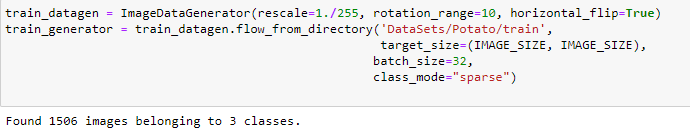 train_datagen = ImageDataGenerator(rescale=1./255, rotation_range=10, horizontal_flip=True)
train_generator = train_datagen.flow_from_directory('DataSets/Potato/train',
target_size=(IMAGE_SIZE, IMAGE_SIZE),
batch_size=32,
class_mode="sparse")
Found 1506 images belonging to 3 classes.